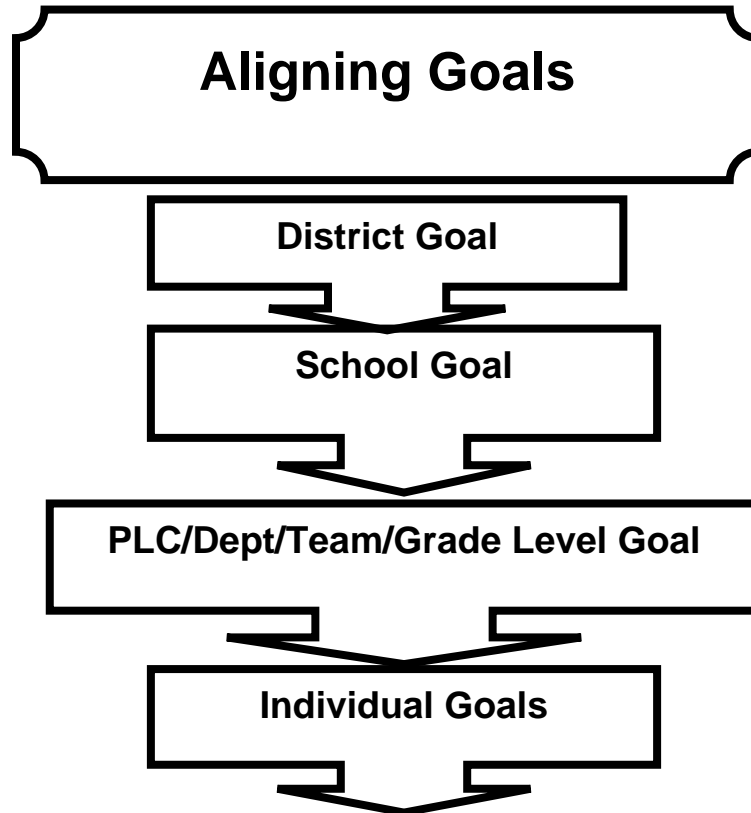 Aligning Goals
District Goal
School Goal
PLC/Dept/Team/Grade Level Goal
Individual Goals